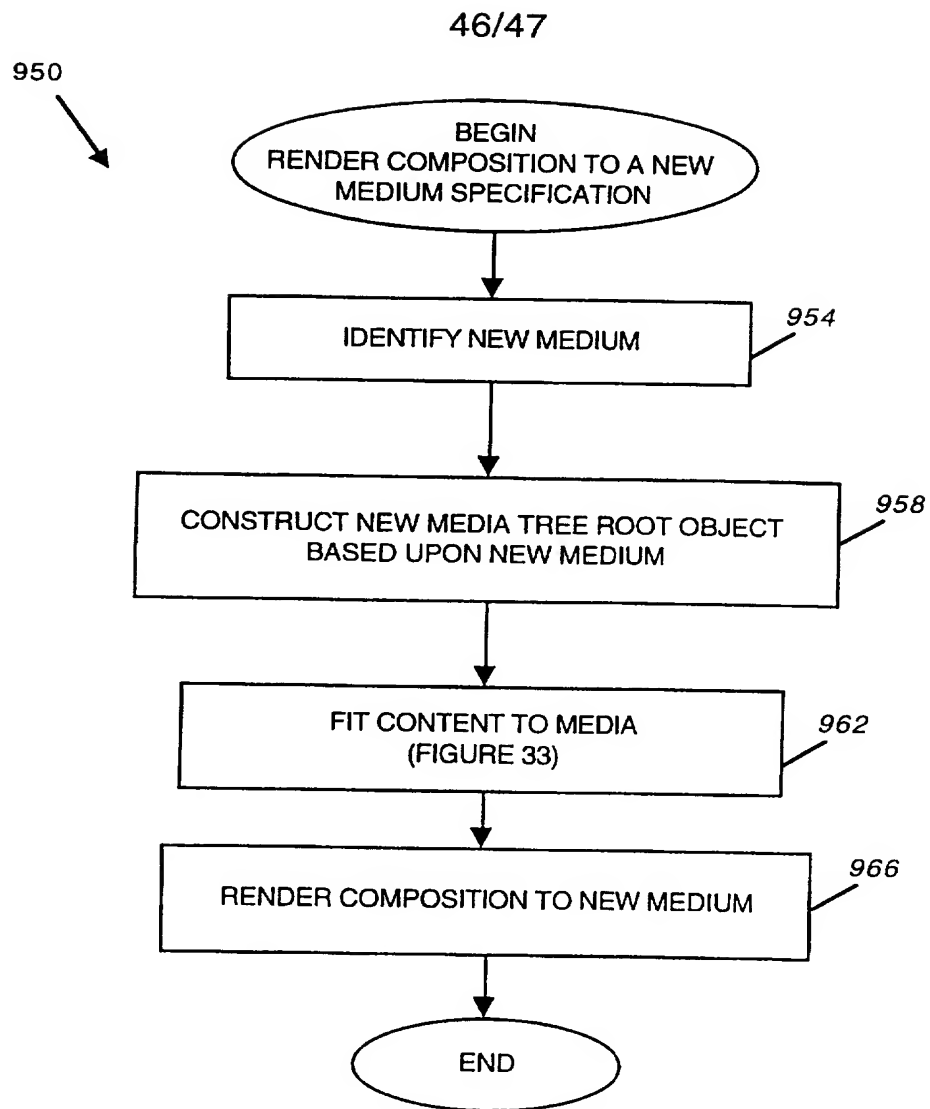 46/47
950
BEGIN
RENDER COMPOSITION TO A NEW
MEDIUM SPECIFICATION
IDENTIFY NEW MEDIUM
954
CONSTRUCT NEW MEDIA TREE ROOT OBJECT
BASED UPON NEW MEDIUM
958
FIT CONTENT TO MEDIA
(FIGURE 33)
962
RENDER COMPOSITION TO NEW MEDIUM
966
END